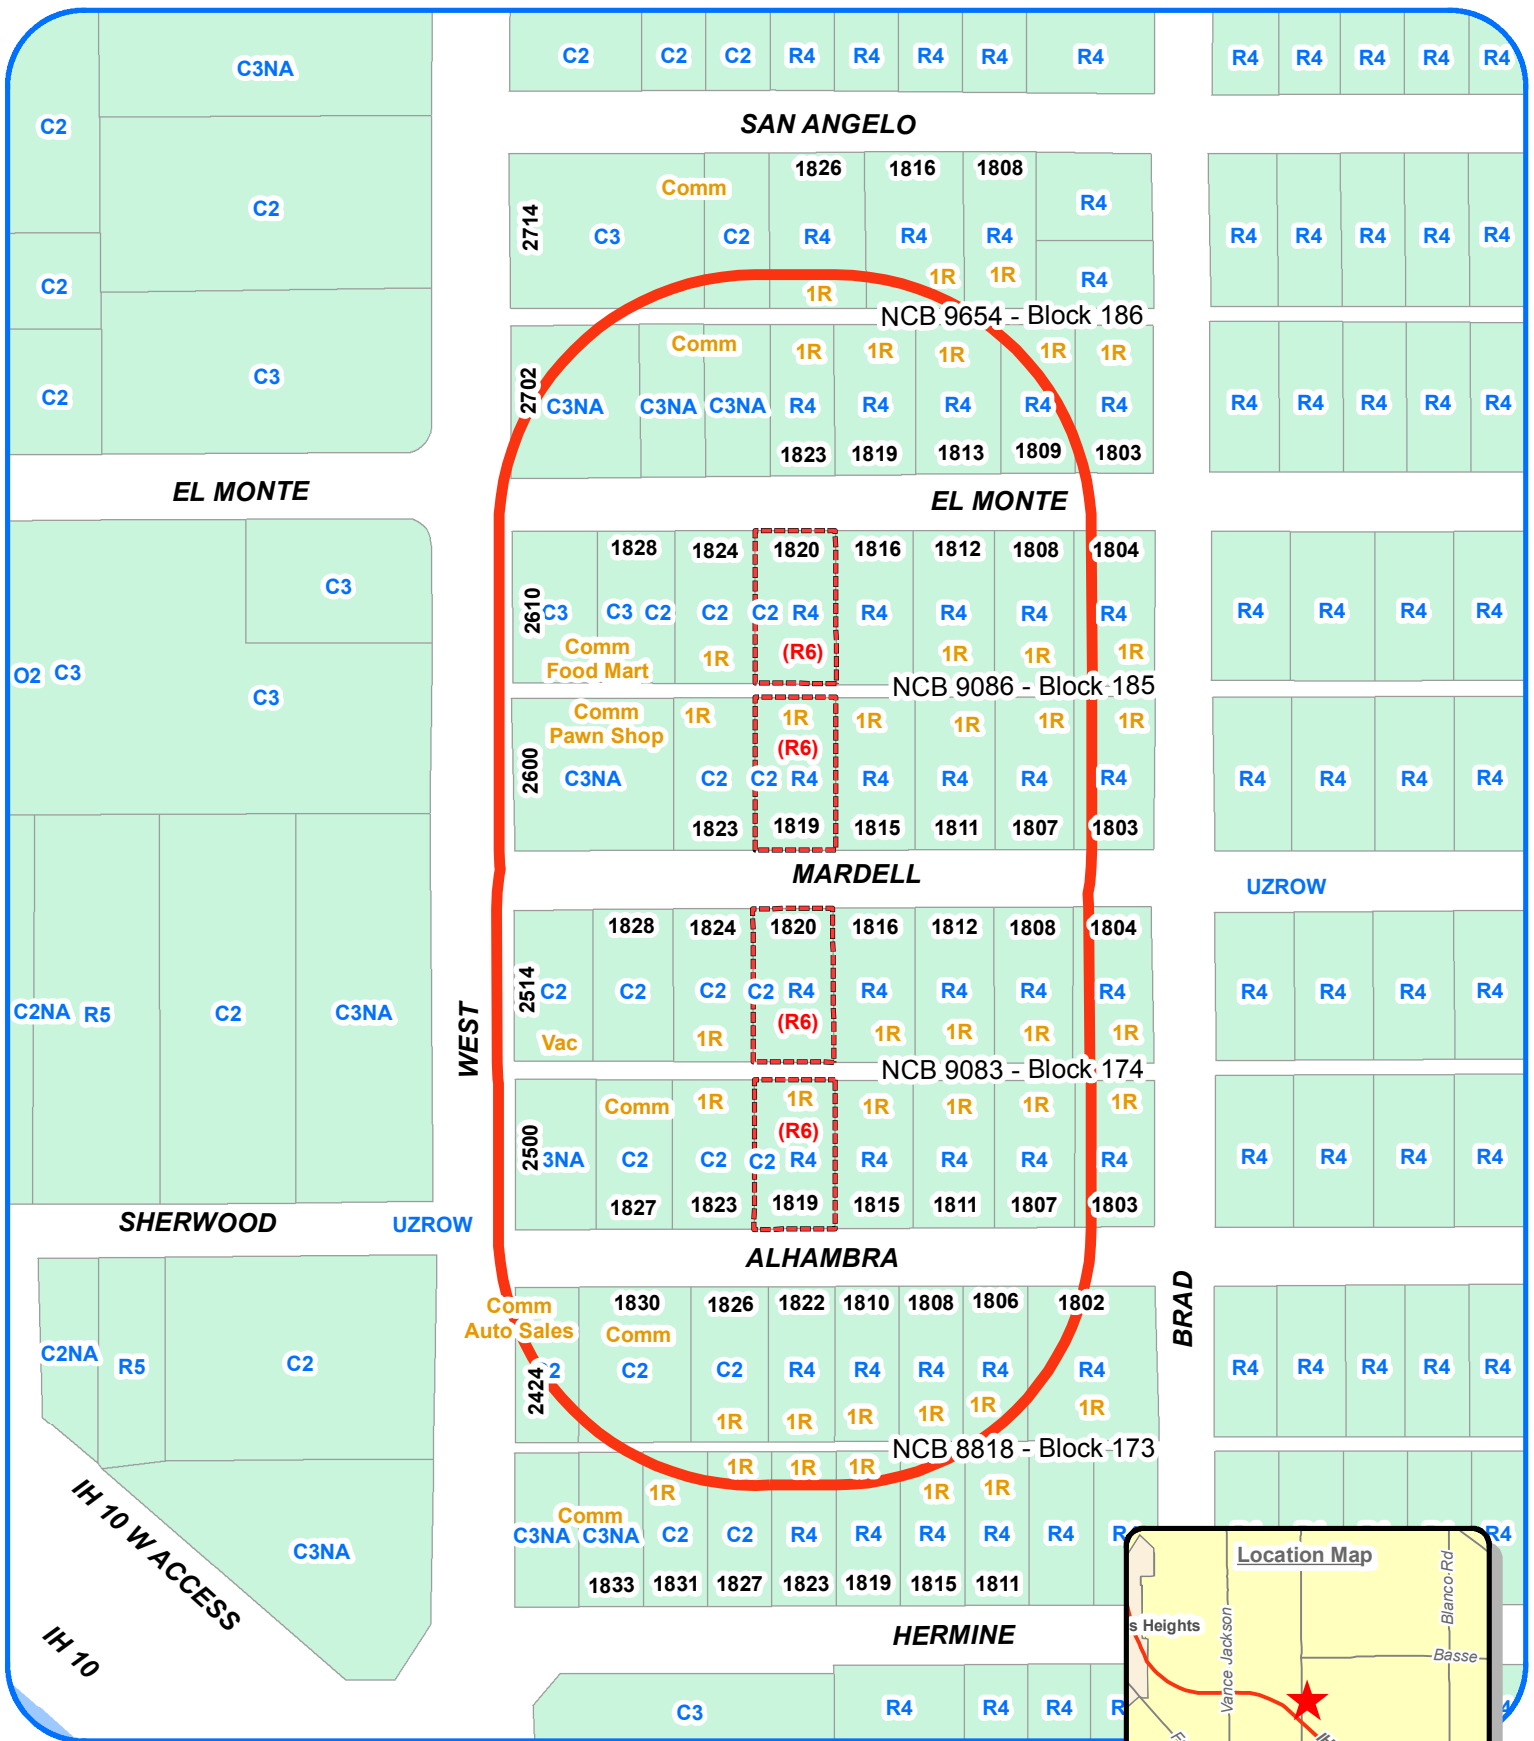 C3NA C2 C2 C2 R4 R4 R4 R4 R4 R4 R4 R4 R4 R4
C2
SAN ANGELO
1826 1816 1808
Comm
2714 C2 C3 C2 R4 R4 R4 R4 R4 R4 R4 R4 R4 R4
C2 1R 1R 1R R4
NCB 9654 - Block 186
Comm 1R 1R 1R 1R 1R
C2 C3 2702 C3NA C3NA C3NA R4 R4 R4 R4 R4 R4 R4 R4 R4 R4
1823 1819 1813 1809 1803
EL MONTE EL MONTE
1828 1824 1820 1816 1812 1808 1804
C3 2610 C3 C3 C2 C2 C2 R4 R4 R4 R4 R4 R4 R4 R4 R4
Comm
Food Mart 1R (R6) 1R 1R 1R
O2 C3 C3
NCB 9086 - Block 185
Comm
Pawn Shop 1R 1R 1R 1R 1R 1R
(R6)
2600 C3NA C2 C2 R4 R4 R4 R4 R4 R4 R4 R4 R4
1823 1819 1815 1811 1807 1803
MARDELL
UZROW
1828 1824 1820 1816 1812 1808 1804
C2NA R5 C2 C3NA WEST 2514 C2 C2 C2 C2 R4 R4 R4 R4 R4 R4 R4 R4 R4
Vac 1R (R6) 1R 1R 1R 1R
NCB 9083 - Block 174
Comm 1R 1R 1R 1R 1R 1R
(R6)
2500 3NA C2 C2 C2 R4 R4 R4 R4 R4 R4 R4 R4 R4
1827 1823 1819 1815 1811 1807 1803
SHERWOOD UZROW
ALHAMBRA
BRAD
1830 1826 1822 1810 1808 1806 1802
Comm
Auto Sales
Comm
C2NA R5 C2 2424 2 C2 C2 R4 R4 R4 R4 R4 R4 R4 R4 R4 R4
1R 1R 1R 1R 1R 1R
NCB 8818 - Block 173
1R 1R 1R
1R 1R 1R
Comm
C3NA C3NA C3NA C2 C2 R4 R4 R4 R4 R4 R R4
1833 1831 1827 1823 1819 1815 1811
IH 10 W ACCESS
IH 10
HERMINE
C3 R4 R4 R4 R 4
Location Map
s Heights
Vance Jackson
Blanco Rd
Basse